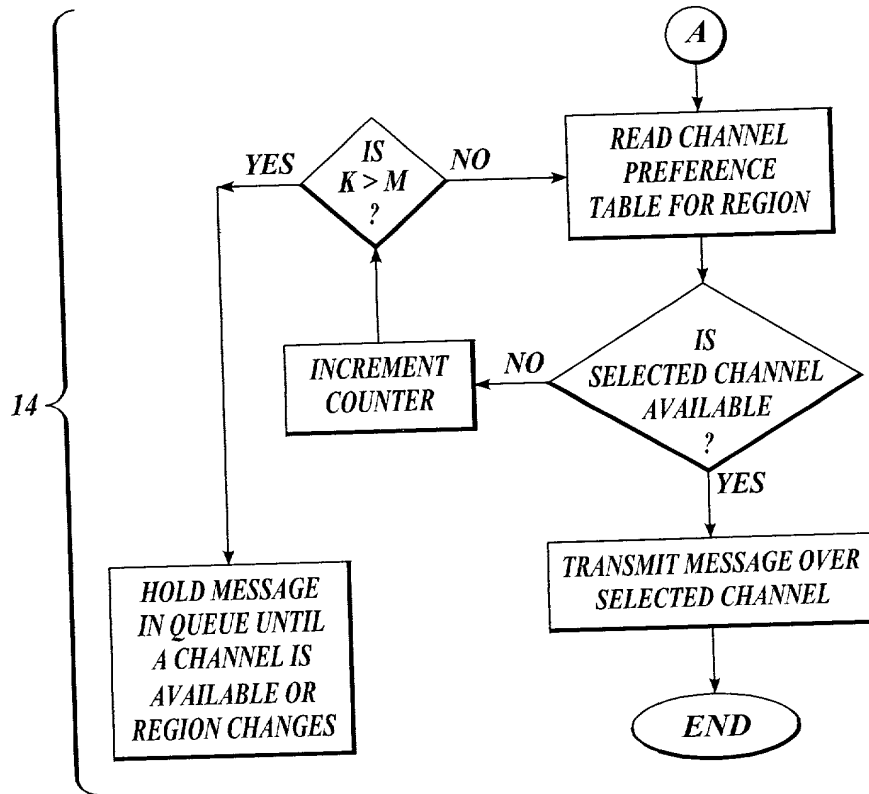 A
READ CHANNEL
PREFERENCE
TABLE FOR REGION
IS
K > M
?
YES
NO
IS
SELECTED CHANNEL
AVAILABLE
?
NO
YES
INCREMENT
COUNTER
14
HOLD MESSAGE
IN QUEUE UNTIL
A CHANNEL IS
AVAILABLE OR
REGION CHANGES
TRANSMIT MESSAGE OVER
SELECTED CHANNEL
END